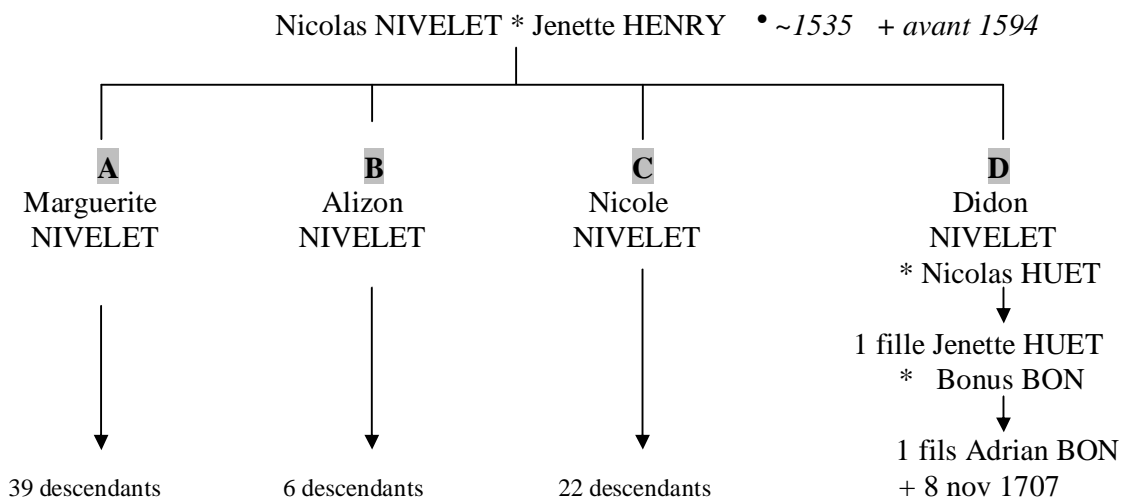 Nicolas NIVELET * Jenette HENRY • ~1535 + avant 1594
A
Marguerite
NIVELET
39 descendants
B
Alizon
NIVELET
6 descendants
C
Nicole
NIVELET
22 descendants
D
Didon
NIVELET
* Nicolas HUET
1 fille Jenette HUET
* Bonus BON
1 fils Adrian BON
+ 8 nov 1707